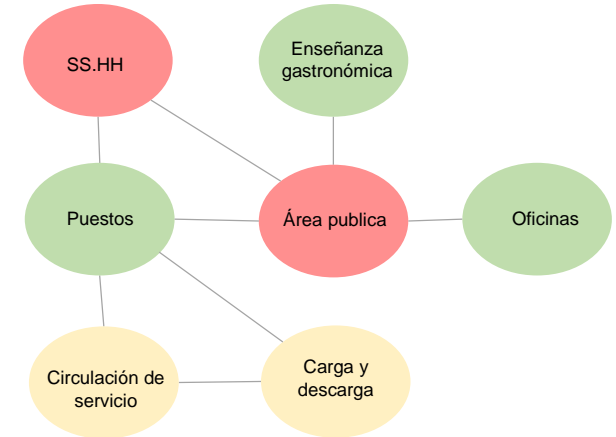 SS.HH
Enseñanza
gastronómica
Puestos
Área publica
Oficinas
Circulación de
servicio
Carga y
descarga